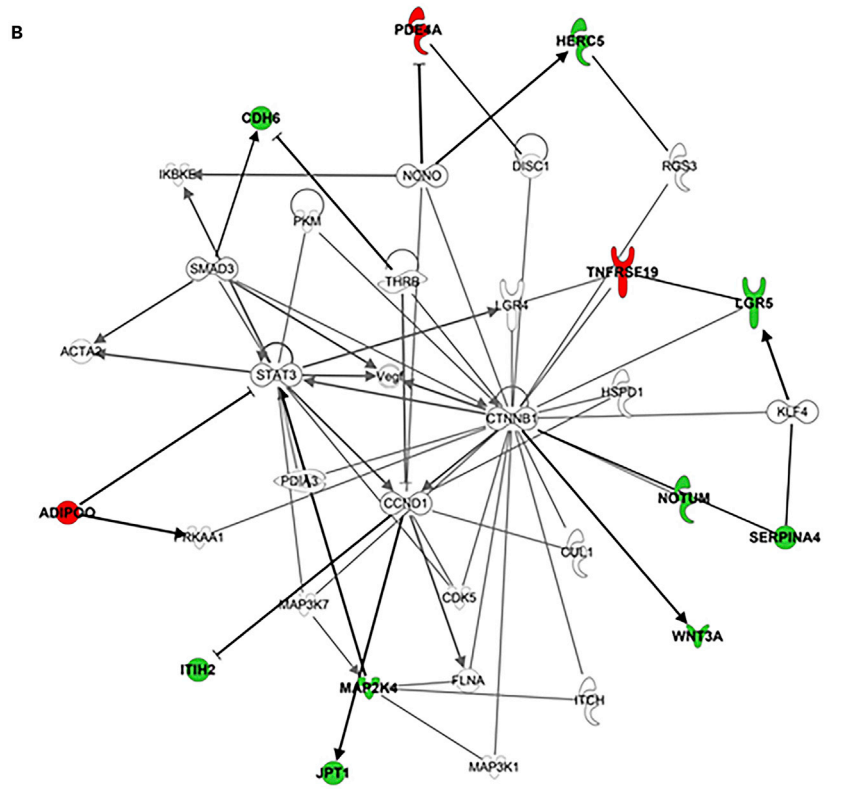 B
PDE4A
HERC5
CDH6
IKBKE
NONO
DISC1
RGS3
PKM
SMAD3
THRB
TNFRSF19
LGR4
LGR5
ACTA2
STAT3
Vegf
HSPD1
CTNNB1
KLF4
PDIA3
CCND1
NOTUM
ADIPOQ
PRKAA1
SERPINA4
CUL1
MAP3K7
CDK5
WNT3A
ITIH2
MAP2K4
FLNA
ITCH
JPT1
MAP3K1